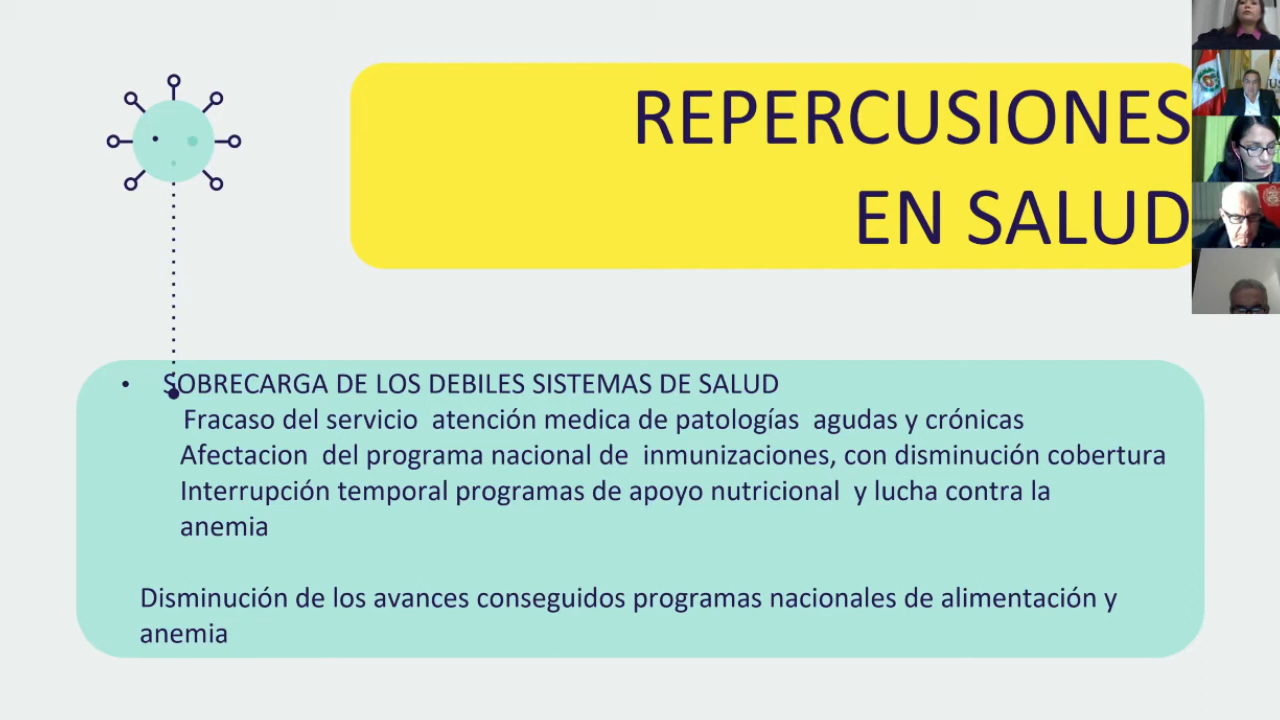 REPERCUSIONES
EN SALUD
• SOBRECARGA DE LOS DEBILES SISTEMAS DE SALUD
Fracaso del servicio atención medica de patologías agudas y crónicas
Afectacion del programa nacional de inmunizaciones, con disminución cobertura
Interrupción temporal programas de apoyo nutricional y lucha contra la
anemia
Disminución de los avances conseguidos programas nacionales de alimentación y
anemia